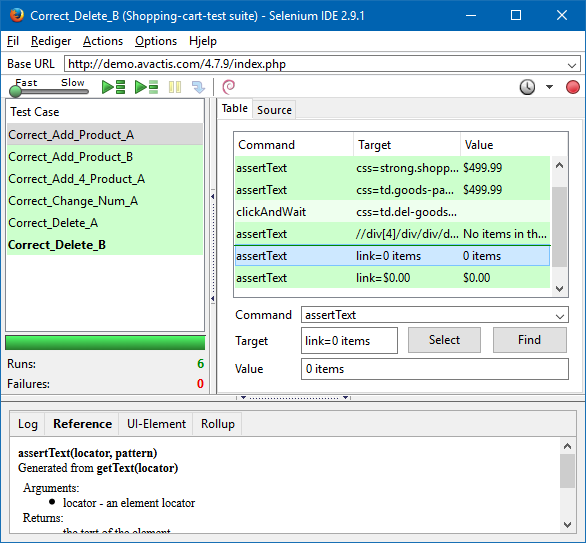 Correct_Delete_B (Shopping-cart-test suite) - Selenium IDE 2.9.1
Fil Rediger Actions Options Hjelp
Base URL http://demo.avactis.com/4.7.9/index.php
Fast Slow
Table Source
Test Case
Correct_Add_Product_A
Correct_Add_Product_B
Correct_Add_4_Product_A
Correct_Change_Num_A
Correct_Delete_A
Correct_Delete_B
Runs: 6
Failures: 0
Command Target Value
assertText css=strong.shopp... $499.99
assertText css=td.goods-pa... $499.99
clickAndWait css=td.del-goods...
assertText //div[4]/div/div/d... No items in th...
assertText link=0 items 0 items
assertText link=$0.00 $0.00
Command assertText
Target link=0 items Select Find
Value 0 items
Log Reference UI-Element Rollup
assertText(locator, pattern)
Generated from getText(locator)
Arguments:
• locator - an element locator
Returns:
the text of the element